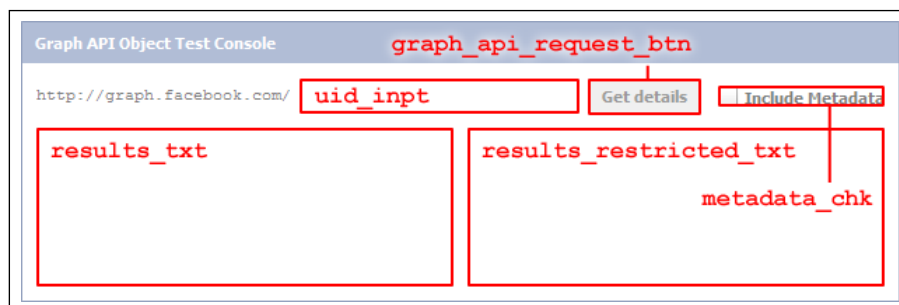 Graph API Object Test Console graph_api_request_btn
http://graph.facebook.com/ uid_inpt Get details Include Metadata
results_txt results_restricted_txt
metadata_chk